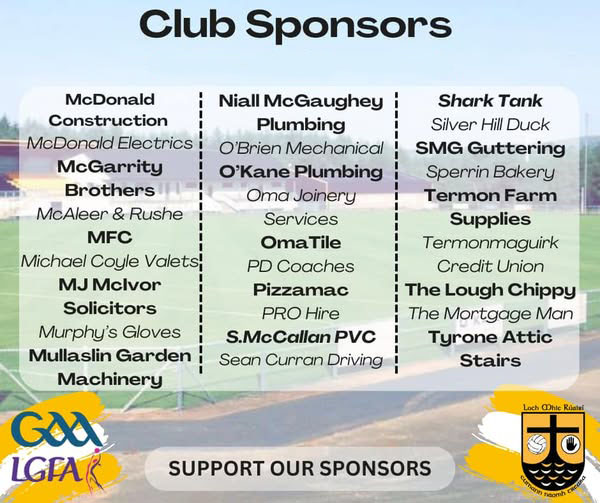 Club Sponsors
McDonald
Construction
McDonald Electrics
McGarrity
Brothers
McAleer & Rushe
MFC
Michael Coyle Valets
MJ McIvor
Solicitors
Murphy's Gloves
Mullaslin Garden
Machinery
Niall McGaughey
Plumbing
O'Brien Mechanical
O'Kane Plumbing
Oma Joinery
Services
OmaTile
PD Coaches
Pizzamac
PRO Hire
S.McCallan PVC
Sean Curran Driving
Shark Tank
Silver Hill Duck
SMG Guttering
Sperrin Bakery
Termon Farm
Supplies
Termonmaguirk
Credit Union
The Lough Chippy
The Mortgage Man
Tyrone Attic
Stairs
GAA
LGFA
SUPPORT OUR SPONSORS
Loch Mhic Rúateí